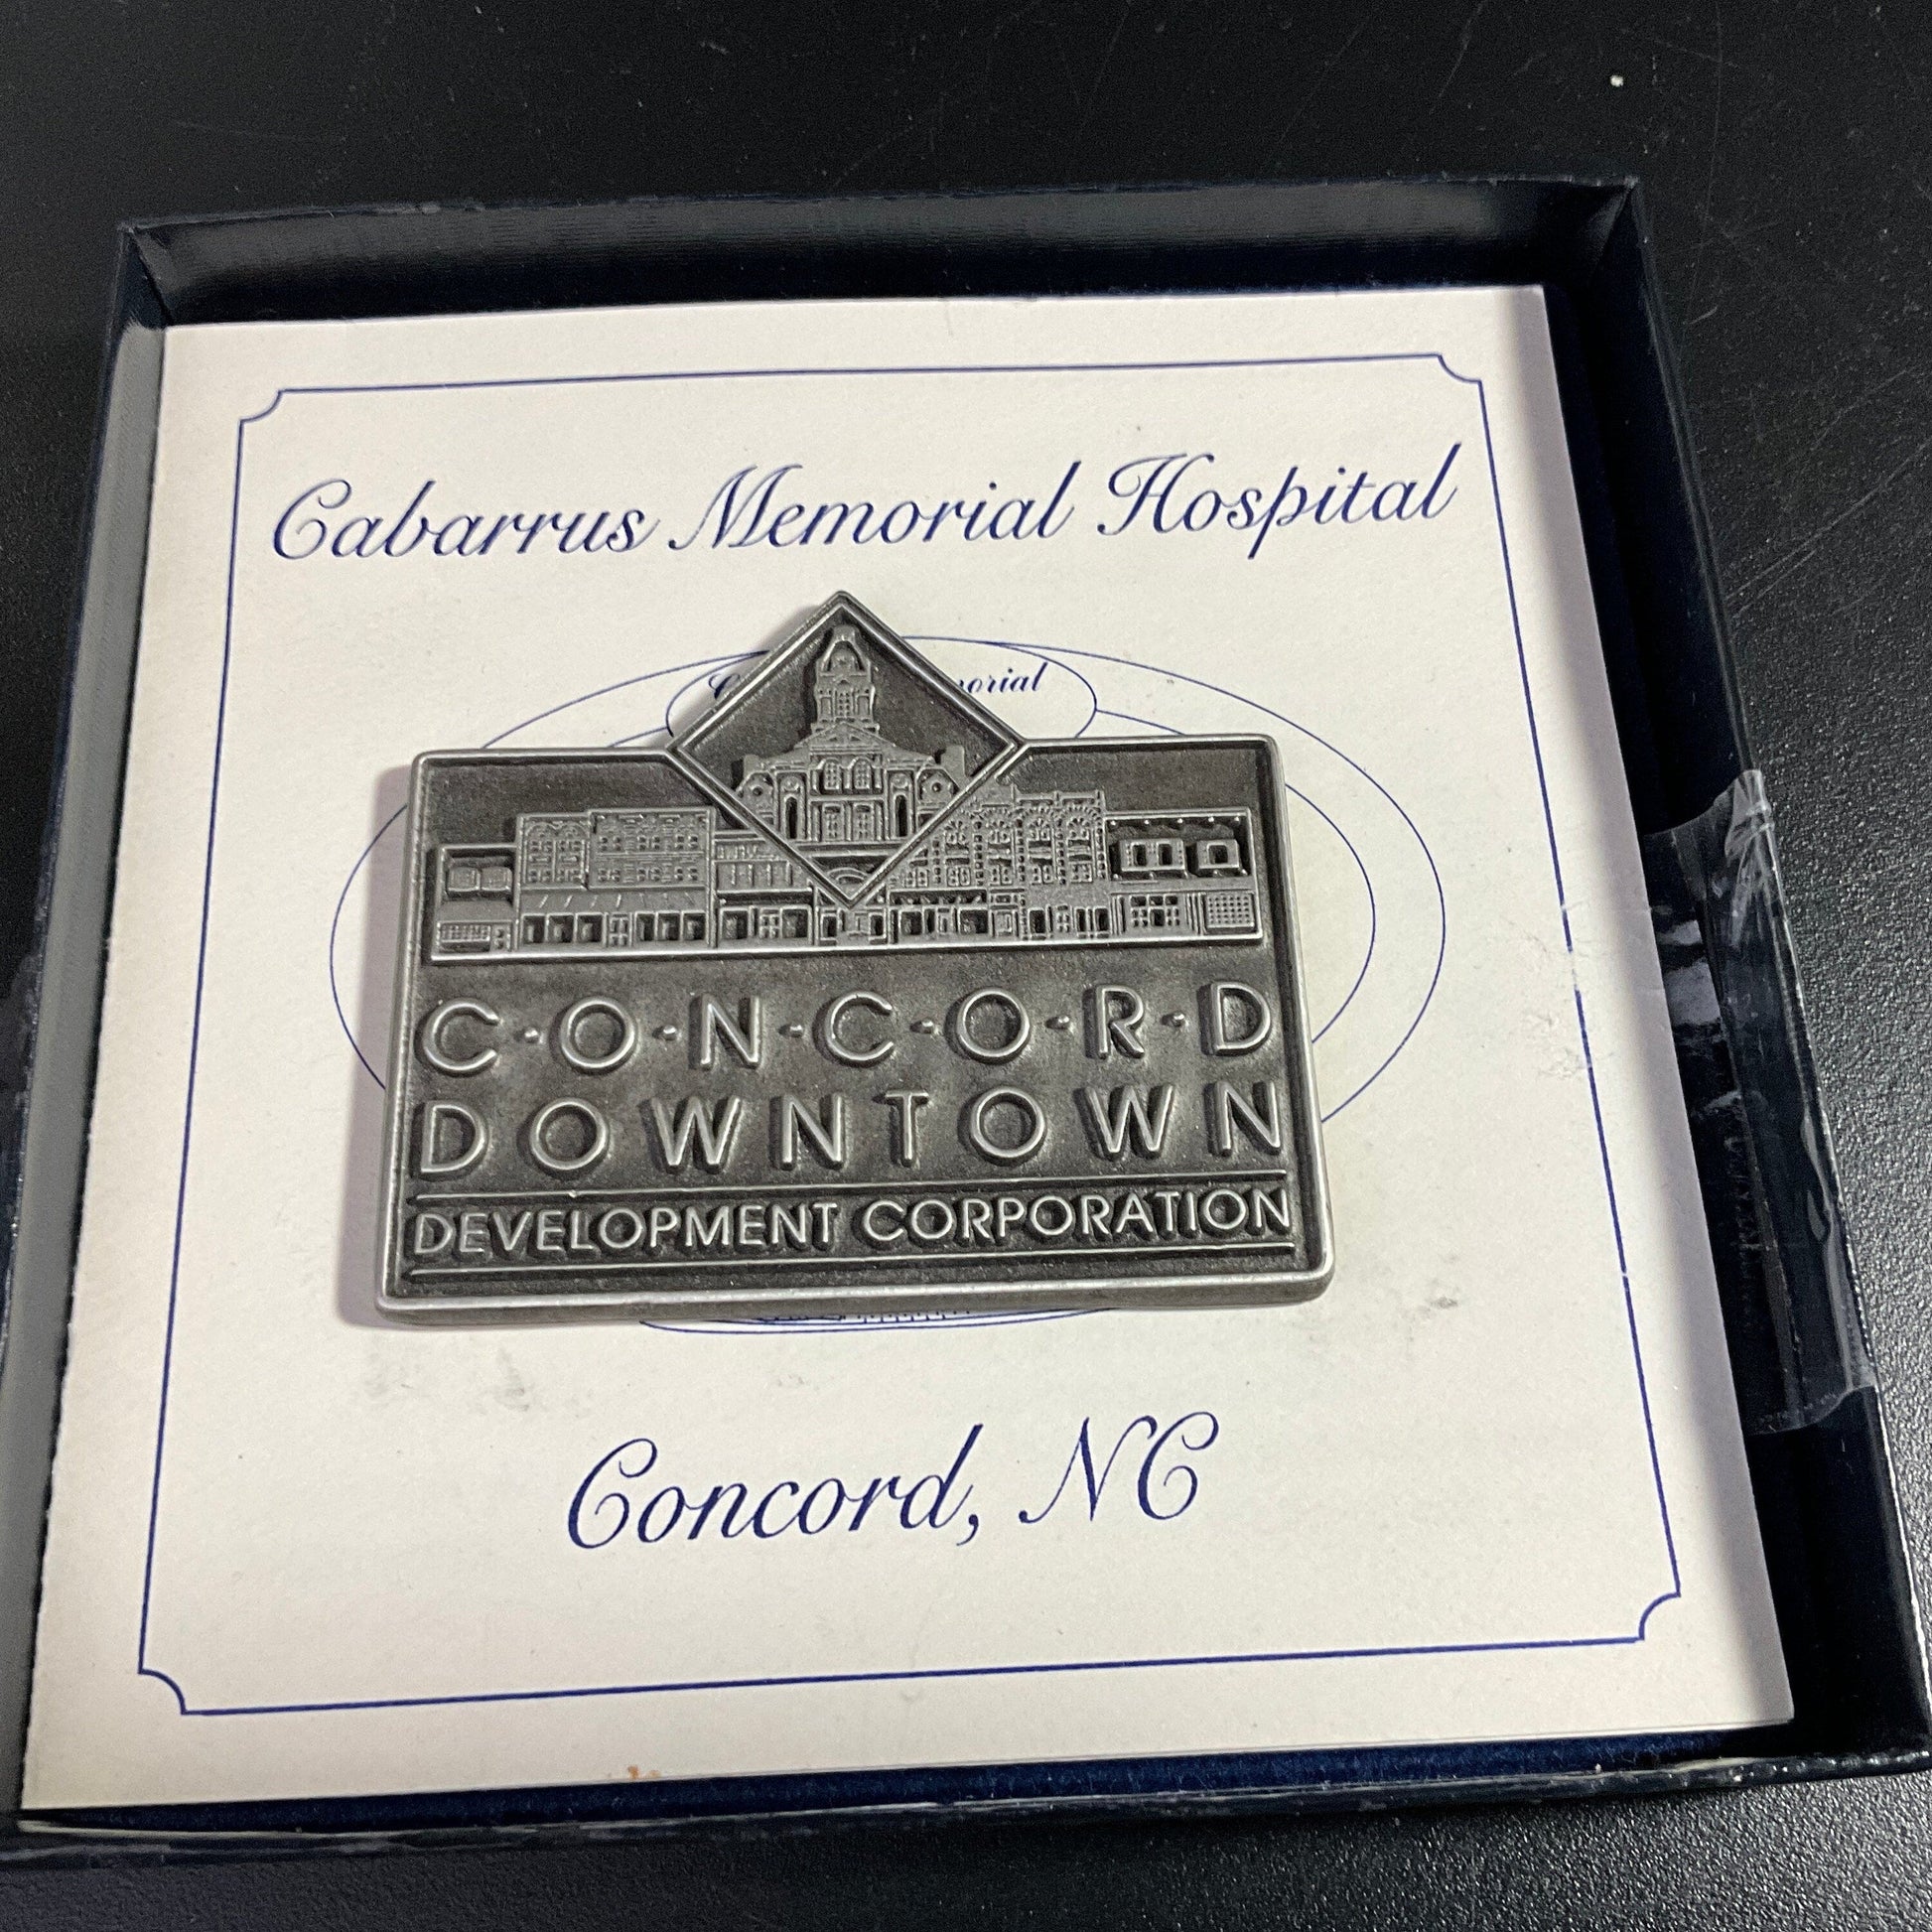 Cabarrus Memorial Hospital
C·O·N·C·O·R·D
DOWNTOWN
DEVELOPMENT CORPORATION
Concord, NC